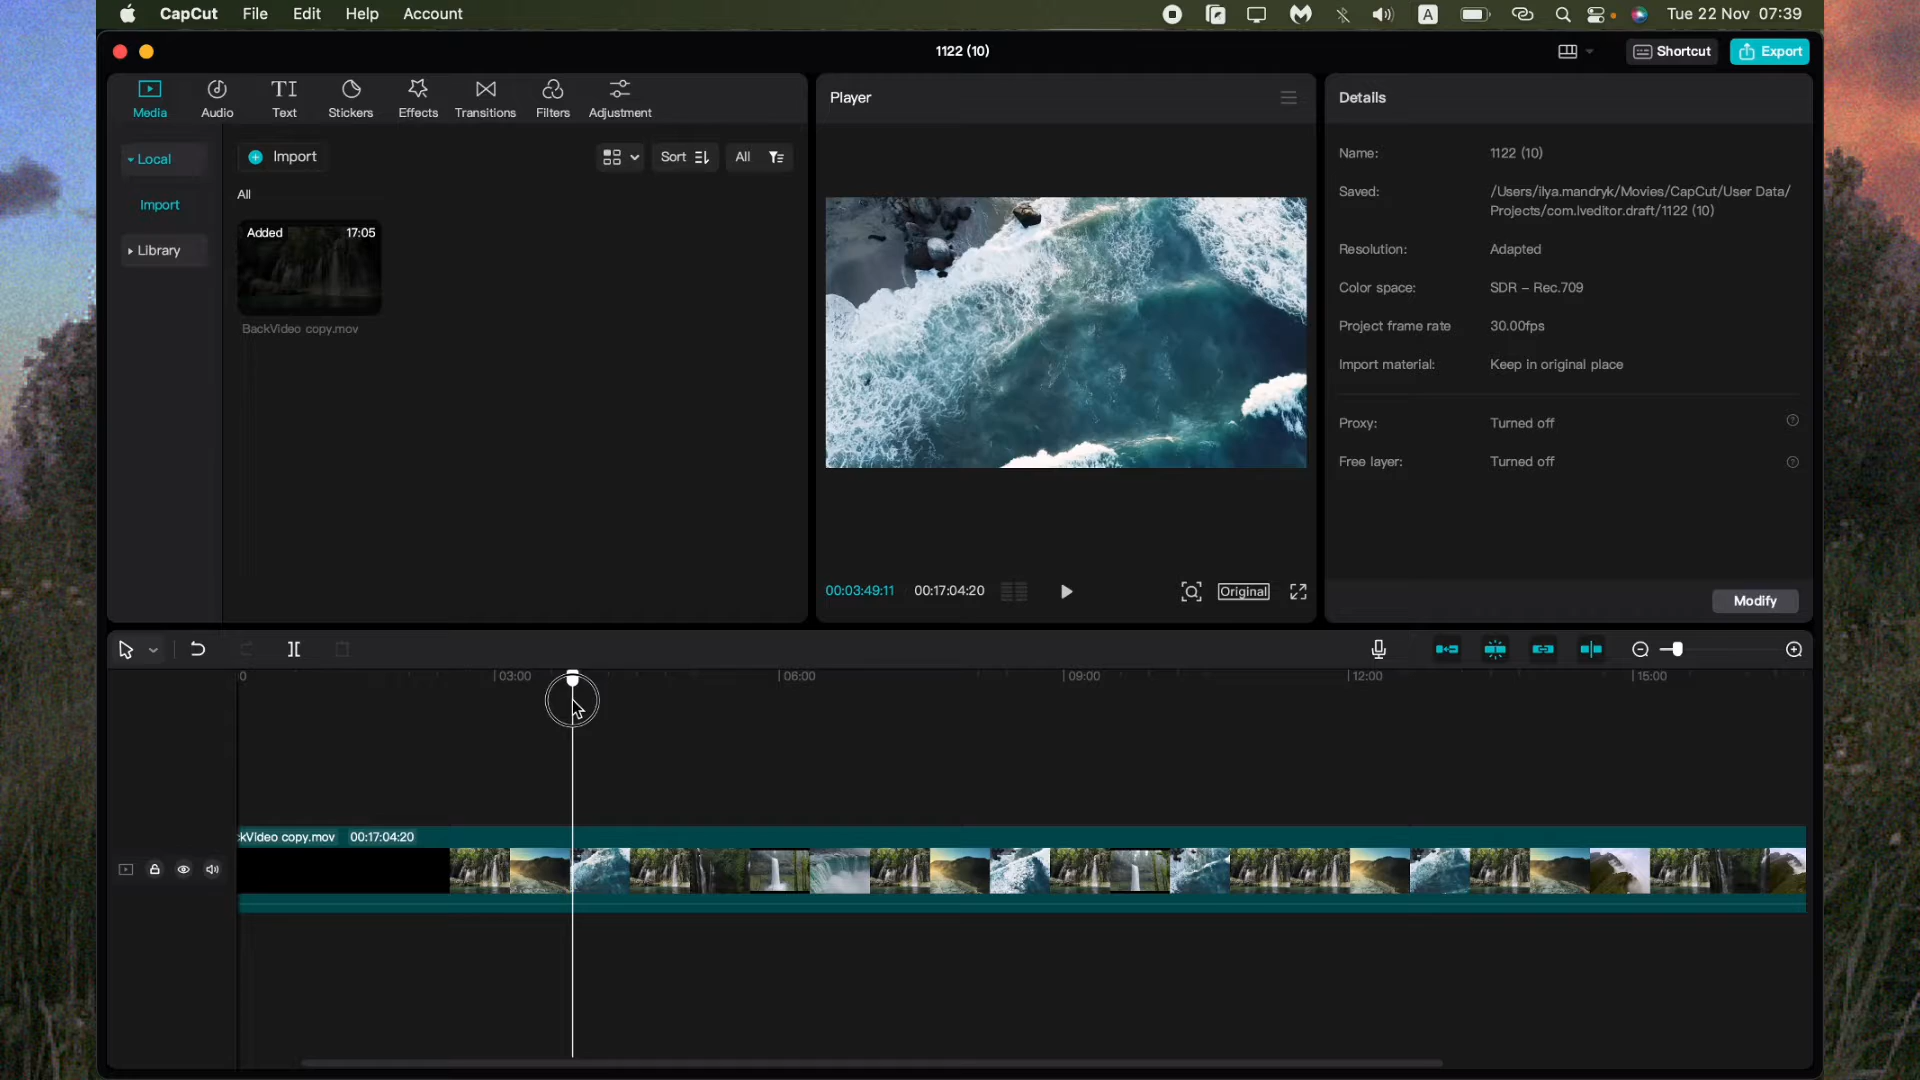 CapCut File Edit Help Account A Tue 22 Nov 07:39
1122 (10) Shortcut Export
Media Audio Text Stickers Effects Transitions Filters Adjustment
Local
Import
Library
Import Sort All
All
Added 17:05
BackVideo copy.mov
Player
Original
00:03:49:11 00:17:04:20
Details
Name: 1122 (10)
Saved: /Users/ilya.mandryk/Movies/CapCut/User Data/
Projects/com.lveditor.draft/1122 (10)
Resolution: Adapted
Color space: SDR – Rec.709
Project frame rate 30.00fps
Import material: Keep in original place
Proxy: Turned off
Free layer: Turned off
Modify
0 03:00 06:00 09:00 12:00 15:00
kVideo copy.mov 00:17:04:20